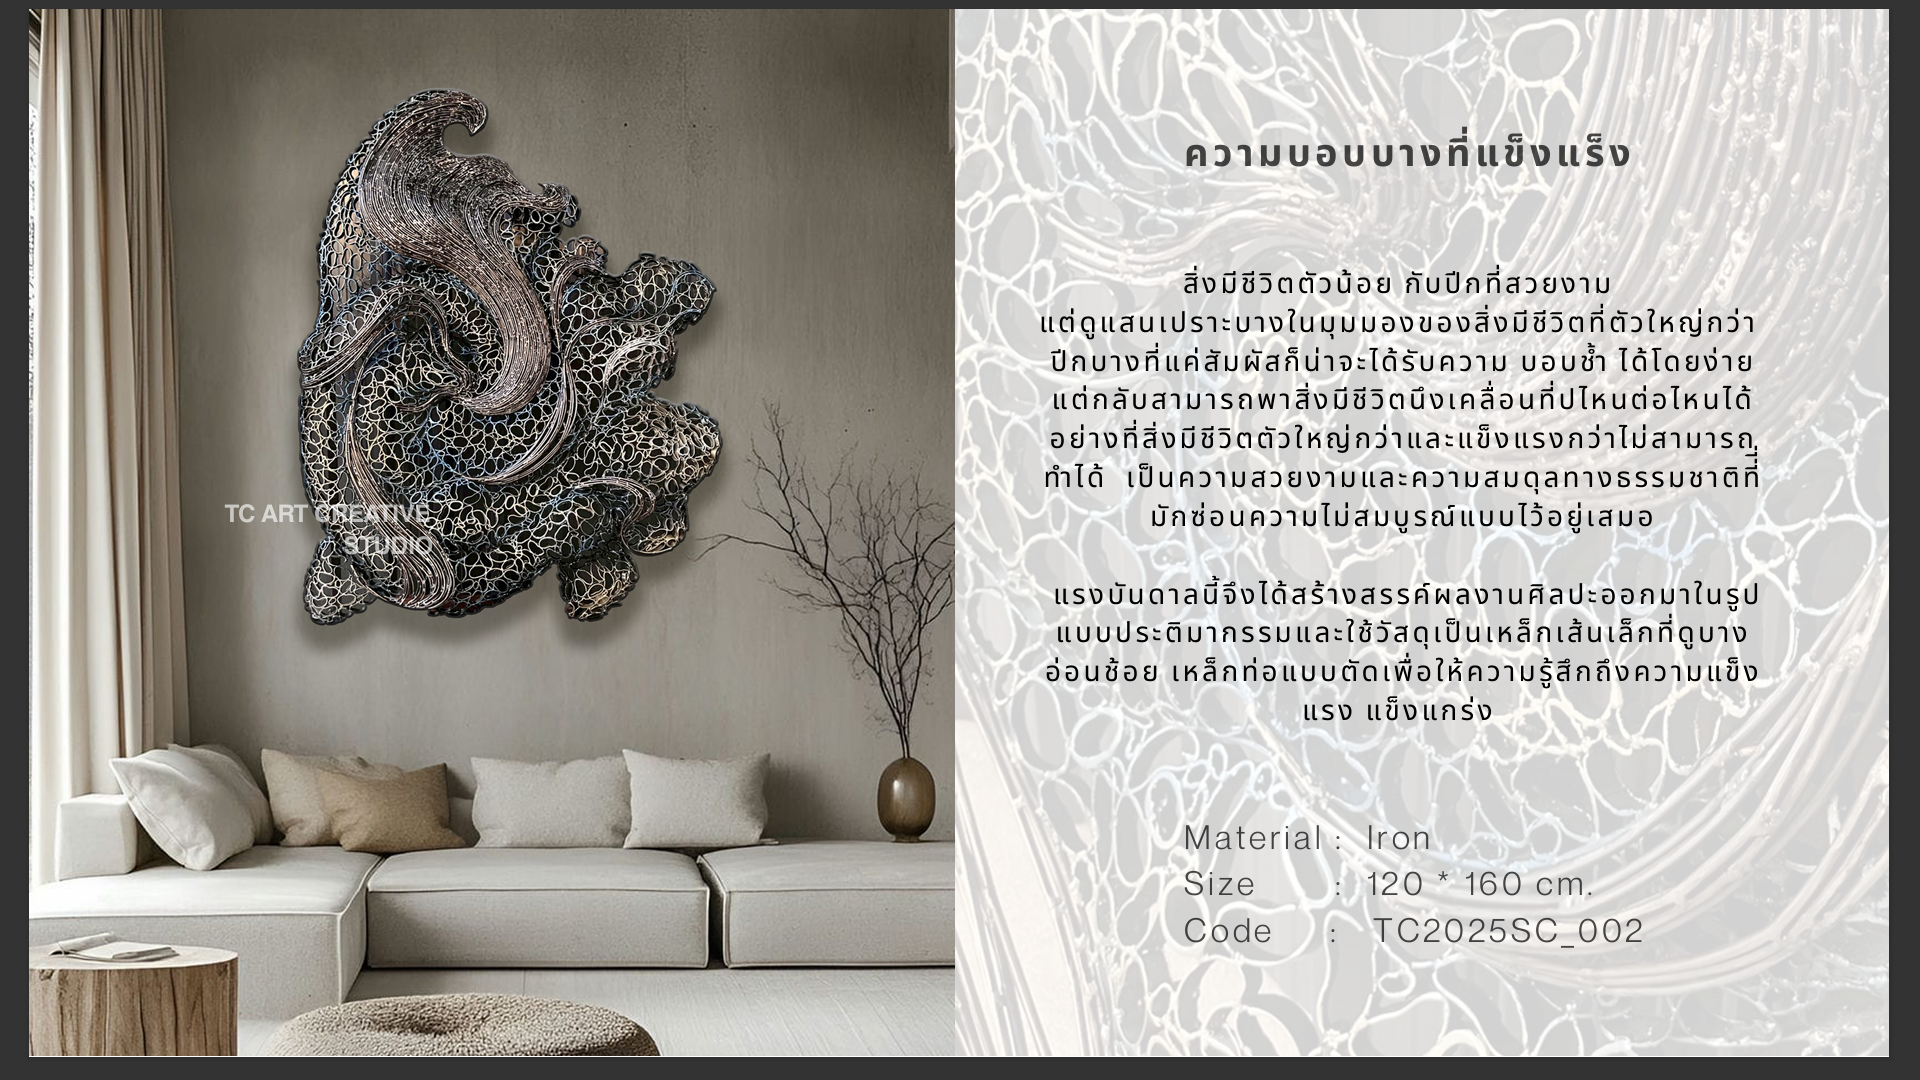 TC ART CREATIVE
STUDIO
ความบอบบางที่แข็งแร็ง
สิ่งมีชีวิตตัวน้อย กับปีกที่สวยงาม
แต่ดูแสนเปราะบางในมุมมองของสิ่งมีชีวิตที่ตัวใหญ่กว่า
ปีกบางที่แค่สัมผัสก็น่าจะได้รับความ บอบช้ำ ได้โดยง่าย
แต่กลับสามารถพาสิ่งมีชีวิตนึงเคลื่อนที่ปไหนต่อไหนได้
อย่างที่สิ่งมีชีวิตตัวใหญ่กว่าและแข็งแรงกว่าไม่สามารถ
ทำได้ เป็นความสวยงามและความสมดุลทางธรรมชาติที่
มักซ่อนความไม่สมบูรณ์แบบไว้อยู่เสมอ
แรงบันดาลนี้จึงได้สร้างสรรค์ผลงานศิลปะออกมาในรูป
แบบประติมากรรมและใช้วัสดุเป็นเหล็กเส้นเล็กที่ดูบาง
อ่อนช้อย เหล็กท่อแบบตัดเพื่อให้ความรู้สึกถึงความแข็ง
แรง แข็งแกร่ง
Material : Iron
Size : 120 * 160 cm.
Code : TC2025SC_002